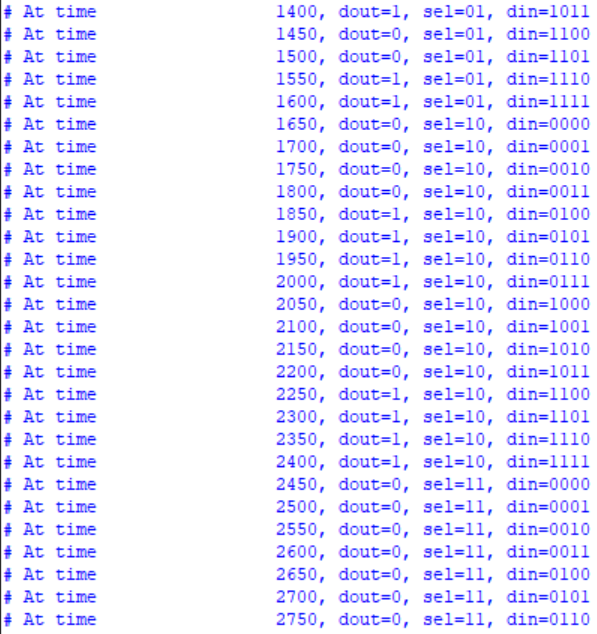 # At time                 1400, dout=1, sel=01, din=1011
# At time                 1450, dout=0, sel=01, din=1100
# At time                 1500, dout=0, sel=01, din=1101
# At time                 1550, dout=1, sel=01, din=1110
# At time                 1600, dout=1, sel=01, din=1111
# At time                 1650, dout=0, sel=10, din=0000
# At time                 1700, dout=0, sel=10, din=0001
# At time                 1750, dout=0, sel=10, din=0010
# At time                 1800, dout=0, sel=10, din=0011
# At time                 1850, dout=1, sel=10, din=0100
# At time                 1900, dout=1, sel=10, din=0101
# At time                 1950, dout=1, sel=10, din=0110
# At time                 2000, dout=1, sel=10, din=0111
# At time                 2050, dout=0, sel=10, din=1000
# At time                 2100, dout=0, sel=10, din=1001
# At time                 2150, dout=0, sel=10, din=1010
# At time                 2200, dout=0, sel=10, din=1011
# At time                 2250, dout=1, sel=10, din=1100
# At time                 2300, dout=1, sel=10, din=1101
# At time                 2350, dout=1, sel=10, din=1110
# At time                 2400, dout=1, sel=10, din=1111
# At time                 2450, dout=0, sel=11, din=0000
# At time                 2500, dout=0, sel=11, din=0001
# At time                 2550, dout=0, sel=11, din=0010
# At time                 2600, dout=0, sel=11, din=0011
# At time                 2650, dout=0, sel=11, din=0100
# At time                 2700, dout=0, sel=11, din=0101
# At time                 2750, dout=0, sel=11, din=0110